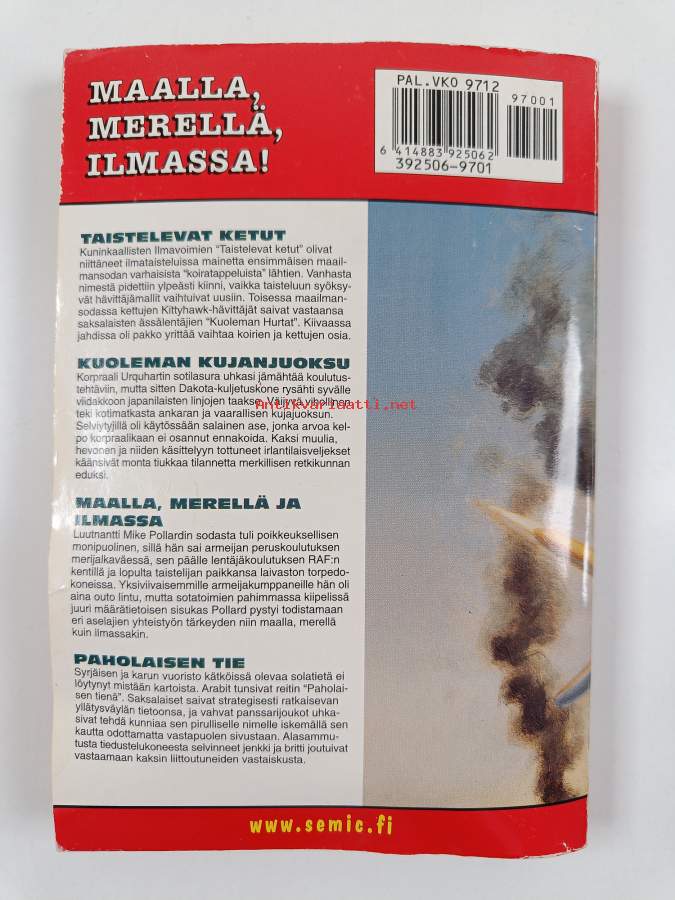 MAALLA,
MERELLÄ,
ILMASSA!
PAL.VKO 9712
97001
6 414883 925062
392506-9701
TAISTELEVAT KETUT
Kuninkaallisten Ilmavoimien "Taistelevat ketut" olivat
niittäneet ilmataisteluissa mainetta ensimmäisen maail-
mansodan varhaisista "koiratappeluista" lähtien. Vanhasta
nimestä pidettiin ylpeästi kiinni, vaikka taisteluun syöksy-
vät hävittäjämallit vaihtuivat uusiin. Toisessa maailman-
sodassa kettujen Kittyhawk-hävittäjät saivat vastaansa
saksalaisten ässälentäjien "Kuoleman Hurtat". Kiivaassa
jahdissa oli pakko yrittää vaihtaa koirien ja kettujen osia.
KUOLEMAN KUJANJUOKSU
Korpraali Urquhartin sotilasura uhkasi jämähtää koulutus-
tehtäviin, mutta sitten Dakota-kuljetuskone rysähti syvälle
viidakkoon japanilaisten linjojen taakse. Väijyvä vihollinen
teki kotimatkasta ankaran ja vaarallisen kujajuoksun.
Selviytyjillä oli käytössään salainen ase, jonka arvoa kel-
po korpraalikaan ei osannut ennakoida. Kaksi muulia,
hevonen ja niiden käsittelyyn tottuneet irlantilaisveljekset
käänsivät monta tiukkaa tilannetta merkillisen retkikunnan
eduksi.
Antikvariaatti.net
MAALLA, MERELLÄ JA
ILMASSA
Luutnantti Mike Pollardin sodasta tuli poikkeuksellisen
monipuolinen, sillä hän sai armeijan peruskoulutuksen
merijalkaväessä, sen päälle lentäjäkoulutuksen RAF:n
kentillä ja lopulta taistelijan paikkansa laivaston torpedo-
koneissa. Yksiviivaisemmille armeijakumppaneille hän oli
aina outo lintu, mutta sotatoimien pahimmassa kiipelissä
juuri määrätietoisen sisukas Pollard pystyi todistamaan
eri aselajien yhteistyön tärkeyden niin maalla, merellä
kuin ilmassakin.
PAHOLAISEN TIE
Syrjäisen ja karun vuoristo kätköissä olevaa solatietä ei
löytynyt mistään kartoista. Arabit tunsivat reitin "Paholai-
sen tienä". Saksalaiset saivat strategisesti ratkaisevan
yllätysväylän tietoonsa, ja vahvat panssarijoukot uhka-
sivat tehdä kunniaa sen pirulliselle nimelle iskemällä sen
kautta odottamatta vastapuolen sivustaan. Alasammu-
tusta tiedustelukoneesta selvinneet jenkki ja britti joutuivat
vastaamaan kaksin liittoutuneiden vastaiskusta.
www.semic.fi